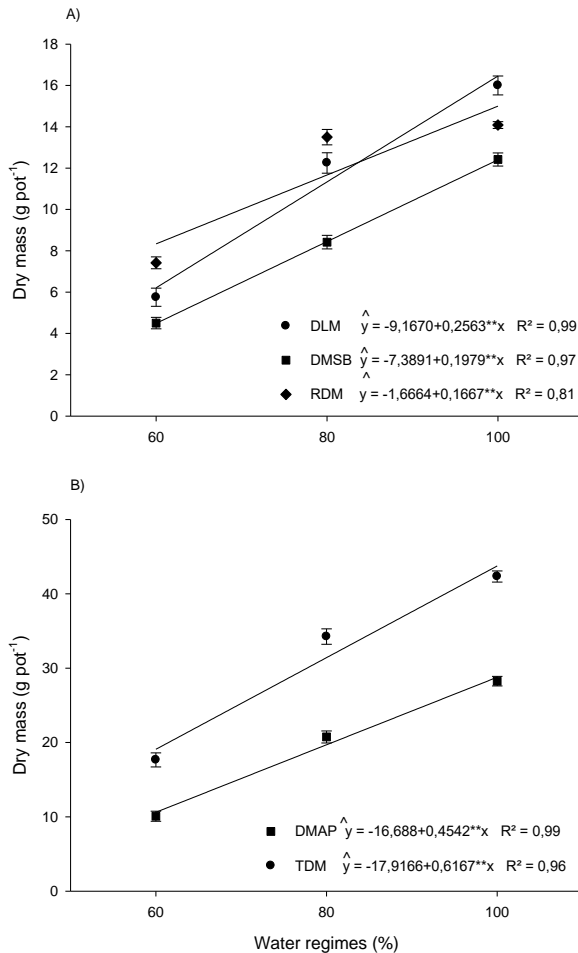 A)
18
16
14
12
10
8
6
4
2
0
Dry mass (g pot⁻¹)
DLM ŷ = -9,1670+0,2563**x R² = 0,99
DMSB ŷ = -7,3891+0,1979**x R² = 0,97
RDM ŷ = -1,6664+0,1667**x R² = 0,81
60 80 100
B)
50
40
30
20
10
0
Dry mass (g pot⁻¹)
DMAP ŷ = -16,688+0,4542**x R² = 0,99
TDM ŷ = -17,9166+0,6167**x R² = 0,96
60 80 100
Water regimes (%)